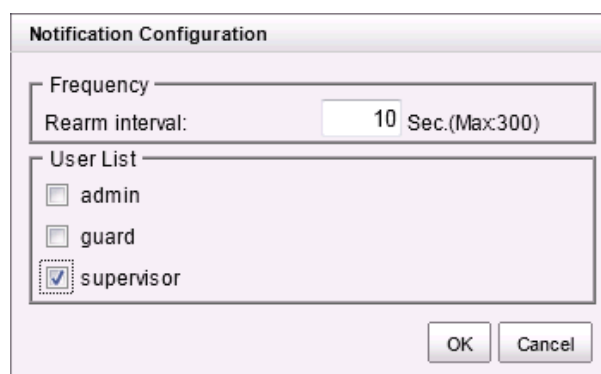 Notification Configuration
Frequency
Rearm interval: 10 Sec.(Max:300)
User List
admin
guard
supervisor
OK Cancel